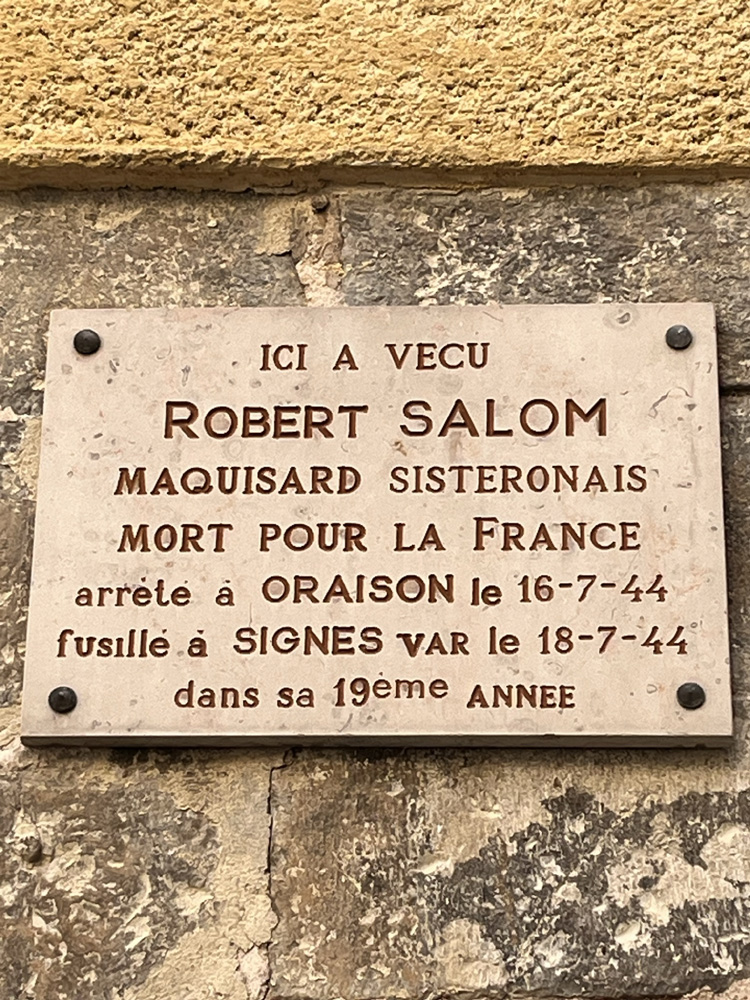 ICI A VECU
ROBERT SALOM
MAQUISARD SISTERONAIS
MORT POUR LA FRANCE
arrêté à ORAISON le 16-7-44
fusillé à SIGNES VAR le 18-7-44
dans sa 19ème ANNEE